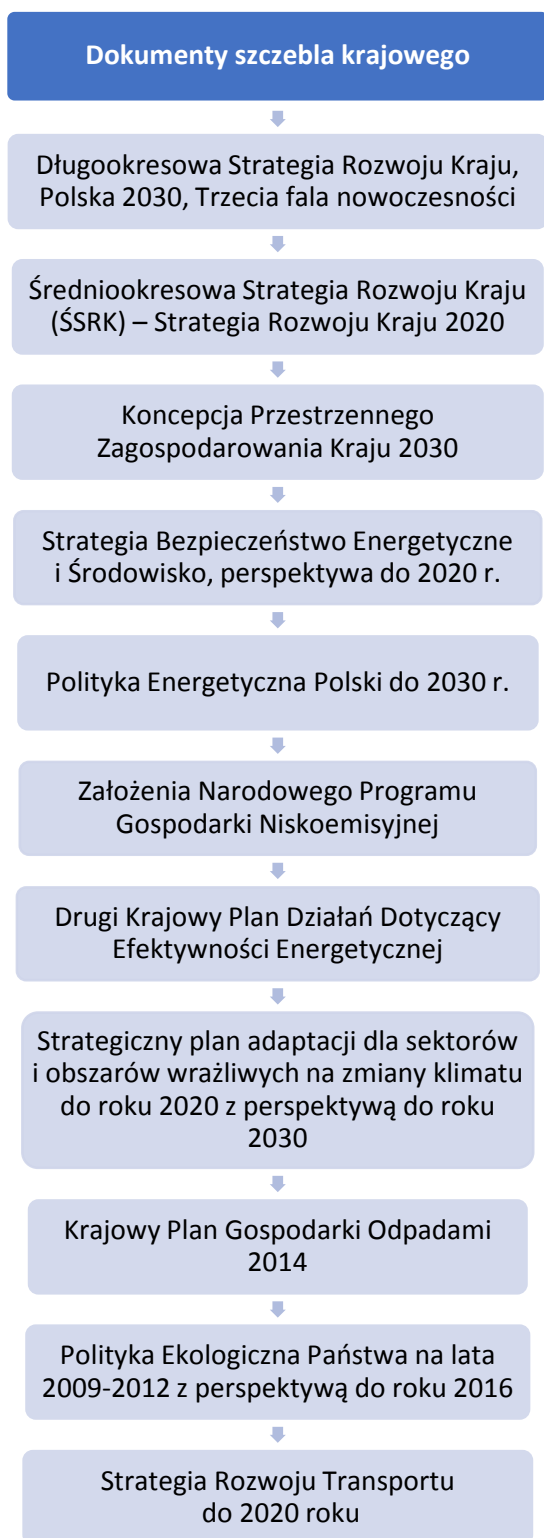 Dokumenty szczebla krajowego
Długookresowa Strategia Rozwoju Kraju,
Polska 2030, Trzecia fala nowoczesności
Średniookresowa Strategia Rozwoju Kraju
(ŚSRK) – Strategia Rozwoju Kraju 2020
Koncepcja Przestrzennego
Zagospodarowania Kraju 2030
Strategia Bezpieczeństwo Energetyczne
i Środowisko, perspektywa do 2020 r.
Polityka Energetyczna Polski do 2030 r.
Założenia Narodowego Programu
Gospodarki Niskoemisyjnej
Drugi Krajowy Plan Działań Dotyczący
Efektywności Energetycznej
Strategiczny plan adaptacji dla sektorów
i obszarów wrażliwych na zmiany klimatu
do roku 2020 z perspektywą do roku
2030
Krajowy Plan Gospodarki Odpadami
2014
Polityka Ekologiczna Państwa na lata
2009-2012 z perspektywą do roku 2016
Strategia Rozwoju Transportu
do 2020 roku